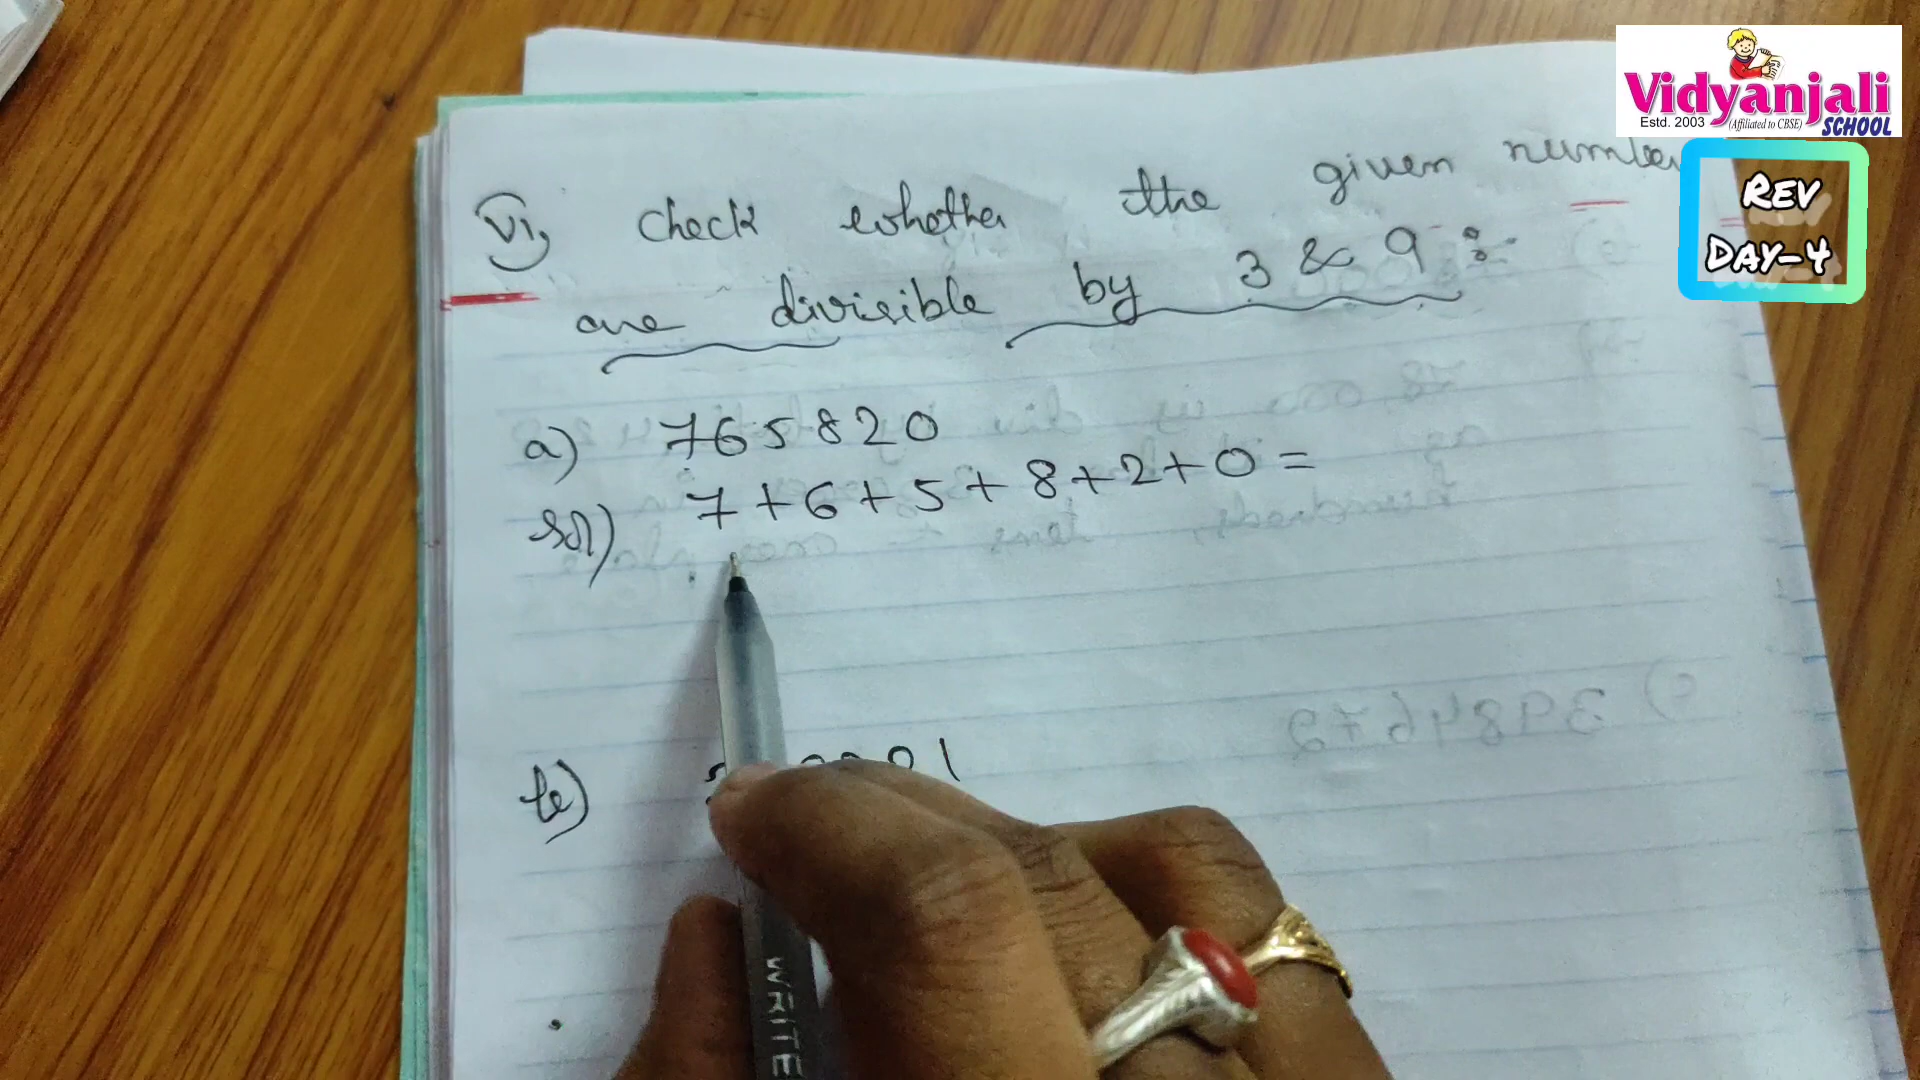 Vidyanjali
Estd. 2003 (Affiliated to CBSE) SCHOOL
REV
DAY-4
VI) check whether the given number
are divisible by 3 & 9 :-
a) 765820
sol) 7+6+5+8+2+0=
b)
WRITE